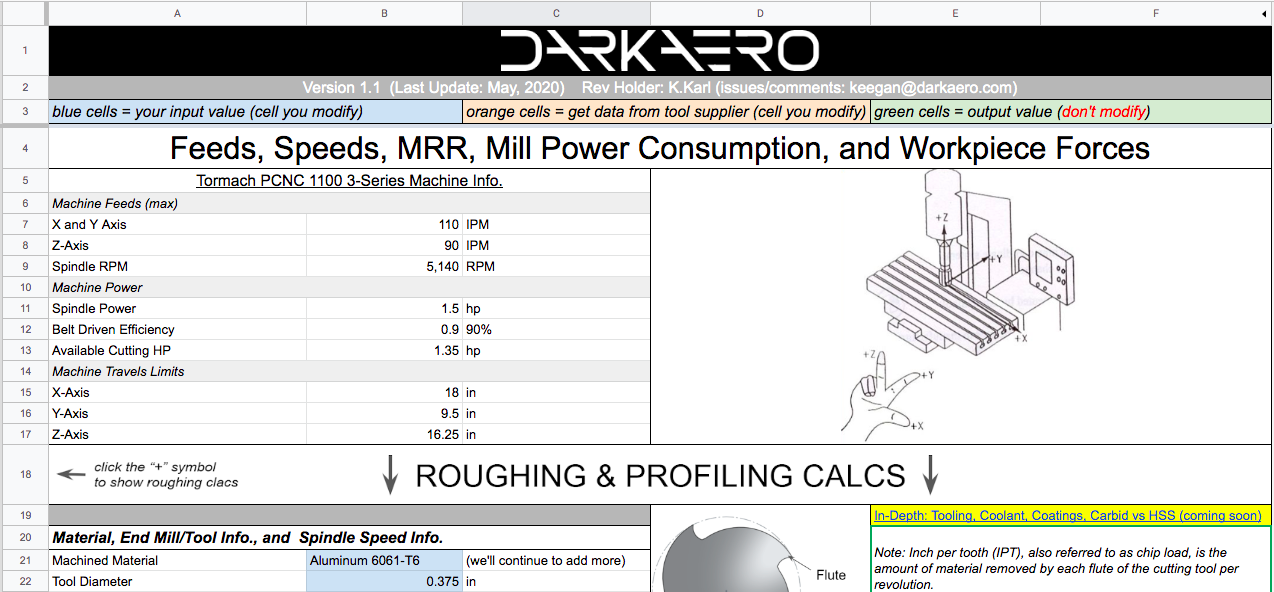 A B C D E F
1 DARKAERO
2 Version 1.1 (Last Update: May, 2020) Rev Holder: K.Karl (issues/comments: keegan@darkaero.com)
3 blue cells = your input value (cell you modify) orange cells = get data from tool supplier (cell you modify) green cells = output value (don't modify)
4 Feeds, Speeds, MRR, Mill Power Consumption, and Workpiece Forces
5 Tormach PCNC 1100 3-Series Machine Info.
6 Machine Feeds (max)
7 X and Y Axis 110 IPM
8 Z-Axis 90 IPM
9 Spindle RPM 5,140 RPM
10 Machine Power
11 Spindle Power 1.5 hp
12 Belt Driven Efficiency 0.9 90%
13 Available Cutting HP 1.35 hp
14 Machine Travels Limits
15 X-Axis 18 in
16 Y-Axis 9.5 in
17 Z-Axis 16.25 in
+Z
+Y
+X
+Z
+Y
+X
18 click the "+" symbol
to show roughing clacs
ROUGHING & PROFILING CALCS
19 In-Depth: Tooling, Coolant, Coatings, Carbid vs HSS (coming soon)
20 Material, End Mill/Tool Info., and Spindle Speed Info.
21 Machined Material Aluminum 6061-T6 (we'll continue to add more)
22 Tool Diameter 0.375 in
Flute
Note: Inch per tooth (IPT), also referred to as chip load, is the
amount of material removed by each flute of the cutting tool per
revolution.